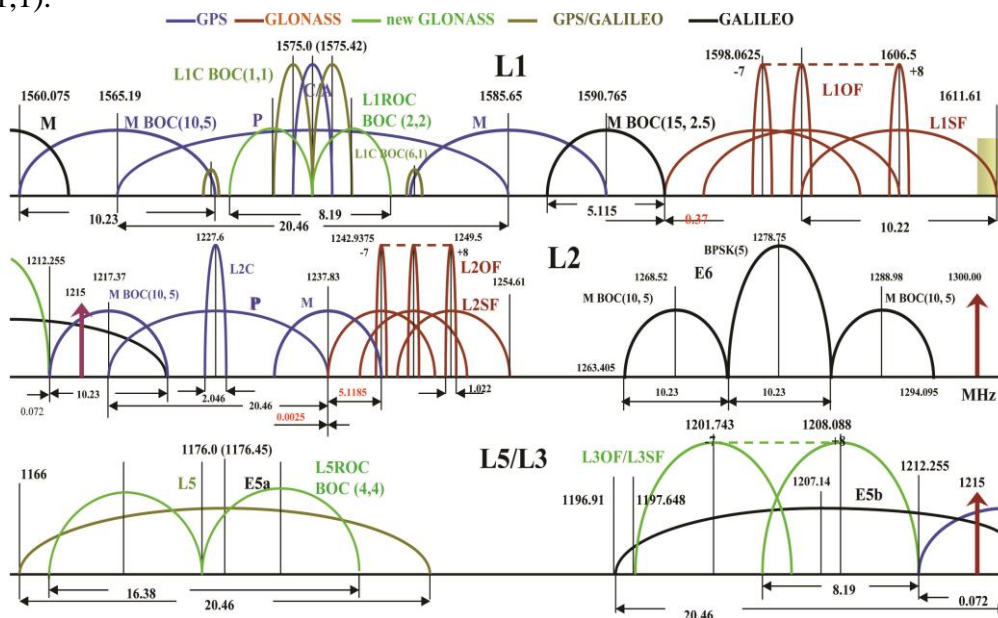 1,1).
GPS GLONASS new GLONASS GPS/GALILEO GALILEO
1575.0 (1575.42)
1598.0625 1606.5
L1C BOC(1,1) L1 -7 +8
1560.075 1565.19 C/A 1585.65 1590.765 L1OF 1611.61
M M BOC(10,5) P L1ROC M M BOC(15, 2.5) L1SF
BOC (2,2)
L1C BOC(6,1)
10.23 20.46 8.19 5.115 0.37 10.22
1227.6 1242.9375 1249.5 1278.75
1212.255 -7 +8 L2 BPSK(5)
1217.37 L2C 1237.83 L2OF 1254.61 1268.52 E6 1288.98 1300.00
1215 M BOC(10, 5) P M L2SF M BOC(10, 5) M BOC(10, 5)
1263.405
0.072 10.23 2.046 20.46 5.1185 1.022 10.23 10.23 1294.095 MHz
0.0025
1201.743 1208.088
1176.0 (1176.45) -7 +8
1166 L5 E5a L5ROC L5/L3 L3OF/L3SF 1212.255
BOC (4,4) 1196.91 1197.648 1207.14 E5b 1215
16.38 8.19 0.072
20.46 20.46